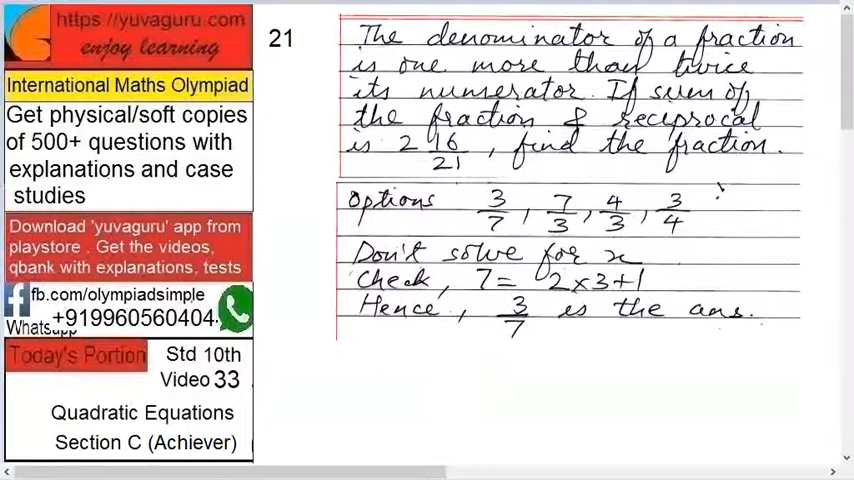 https://yuvaguru.com
enjoy learning
International Maths Olympiad
Get physical/soft copies
of 500+ questions with
explanations and case
studies
Download 'yuvaguru' app from
playstore . Get the videos,
qbank with explanations, tests
fb.com/olympiadsimple
Whatsapp
+919960560404
Today's Portion
Std 10th
Video 33
Quadratic Equations
Section C (Achiever)
21
The denominator of a fraction
is one more than twice
its numerator. If sum of
the fraction & reciprocal
is 2 16/21, find the fraction.
Options 3/7, 7/3, 4/3, 3/4
Don't solve for x
Check, 7 = 2×3+1
Hence, 3/7 is the ans.